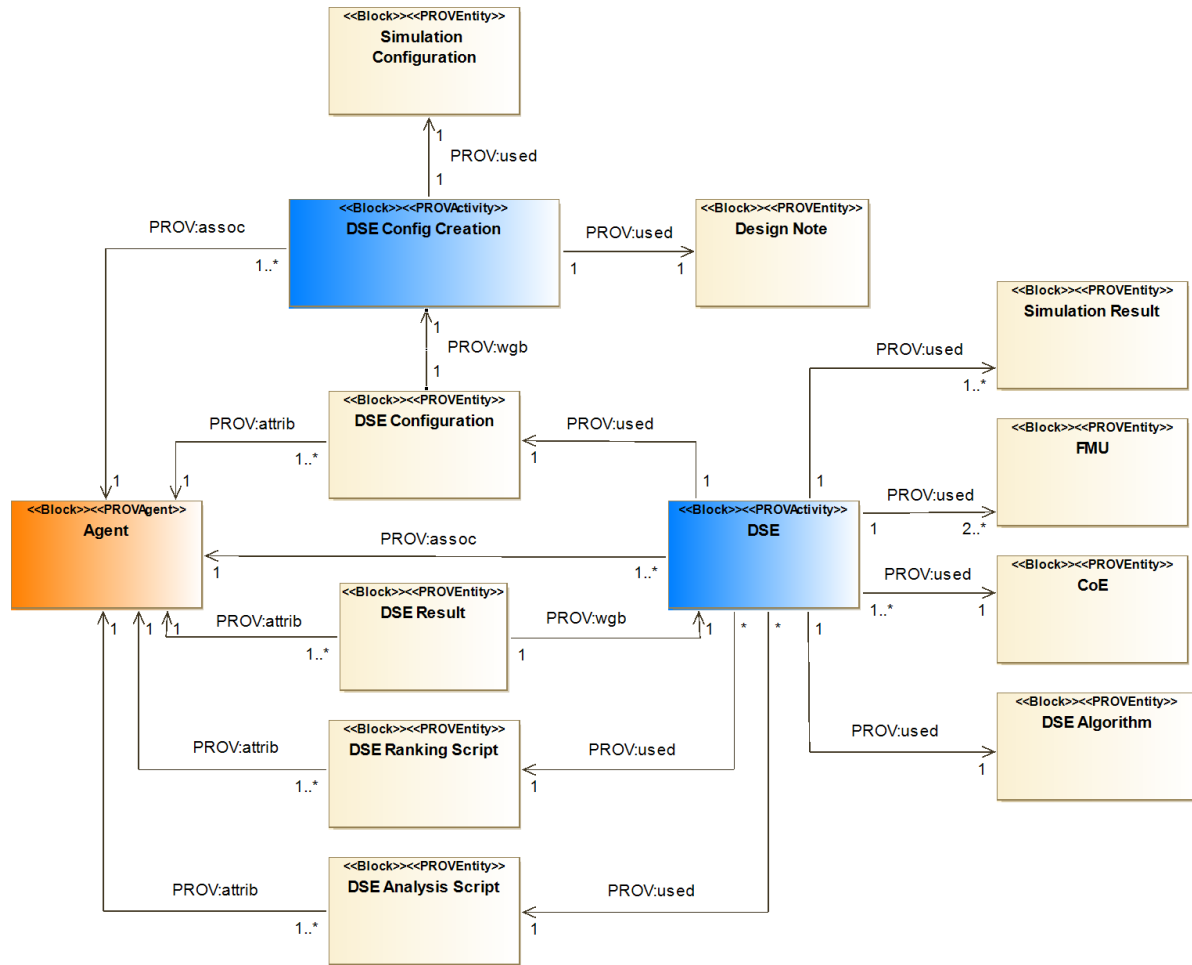 <<Block>><<PROVEntity>>
Simulation
Configuration
1
PROV:used
1
<<Block>><<PROVActivity>>
DSE Config Creation
PROV:assoc
1..*
PROV:used
1
1
<<Block>><<PROVEntity>>
Design Note
1
PROV:wgb
1
<<Block>><<PROVEntity>>
Simulation Result
PROV:used
1..*
<<Block>><<PROVEntity>>
DSE Configuration
PROV:attrib
1..*
PROV:used
1
<<Block>><<PROVEntity>>
FMU
1
1
1
1
PROV:used
1
2..*
<<Block>><<PROVAgent>>
Agent
<<Block>><<PROVActivity>>
DSE
PROV:assoc
1
1..*
<<Block>><<PROVEntity>>
CoE
PROV:used
1..*
1
<<Block>><<PROVEntity>>
DSE Result
1
1
1
PROV:attrib
1..*
PROV:wgb
1
1
*
*
1
<<Block>><<PROVEntity>>
DSE Algorithm
PROV:used
1
<<Block>><<PROVEntity>>
DSE Ranking Script
PROV:attrib
1..*
PROV:used
1
<<Block>><<PROVEntity>>
DSE Analysis Script
PROV:attrib
1..*
PROV:used
1